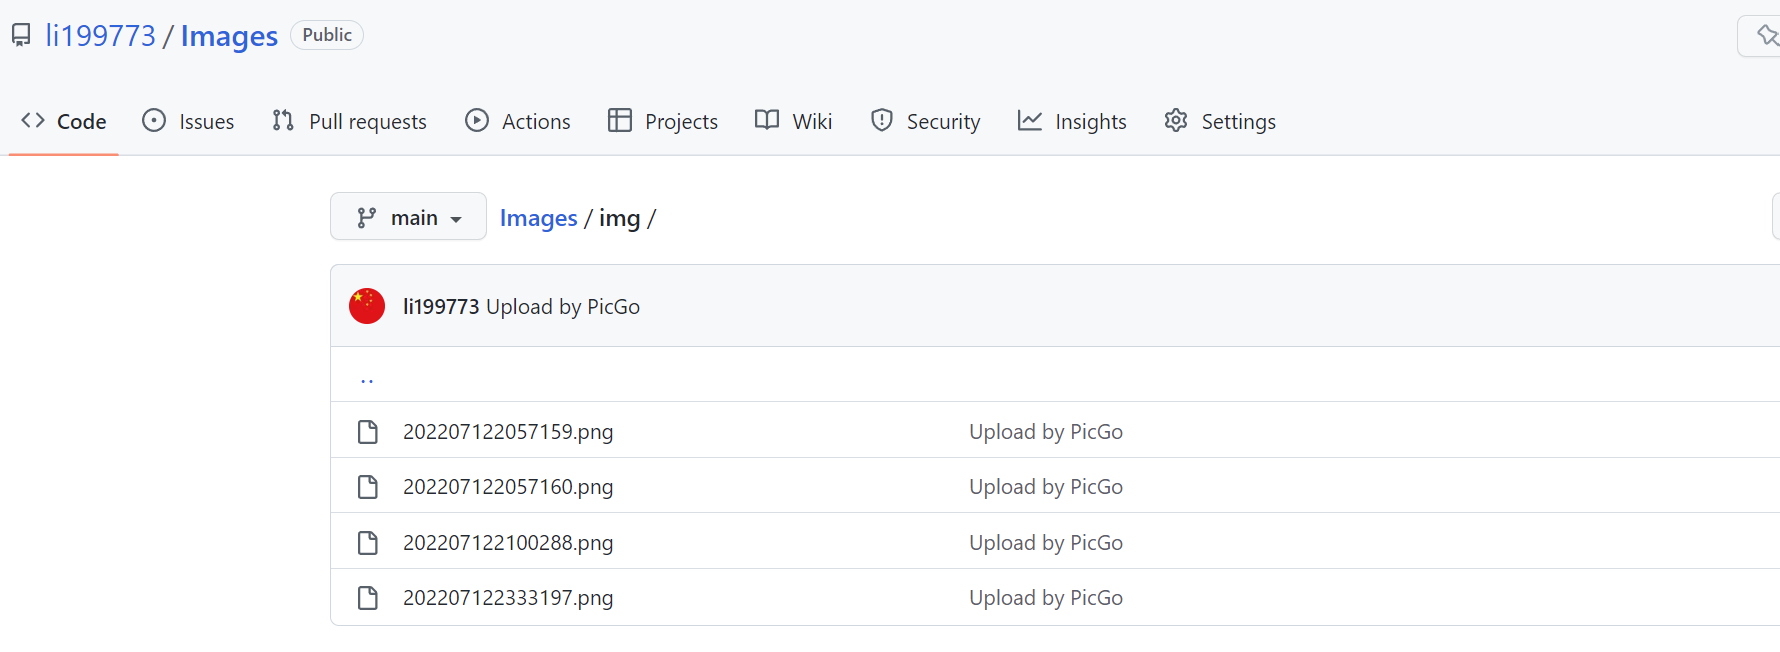 li199773 / Images Public
Code Issues Pull requests Actions Projects Wiki Security Insights Settings
main Images / img /
li199773 Upload by PicGo
..
202207122057159.png Upload by PicGo
202207122057160.png Upload by PicGo
202207122100288.png Upload by PicGo
202207122333197.png Upload by PicGo